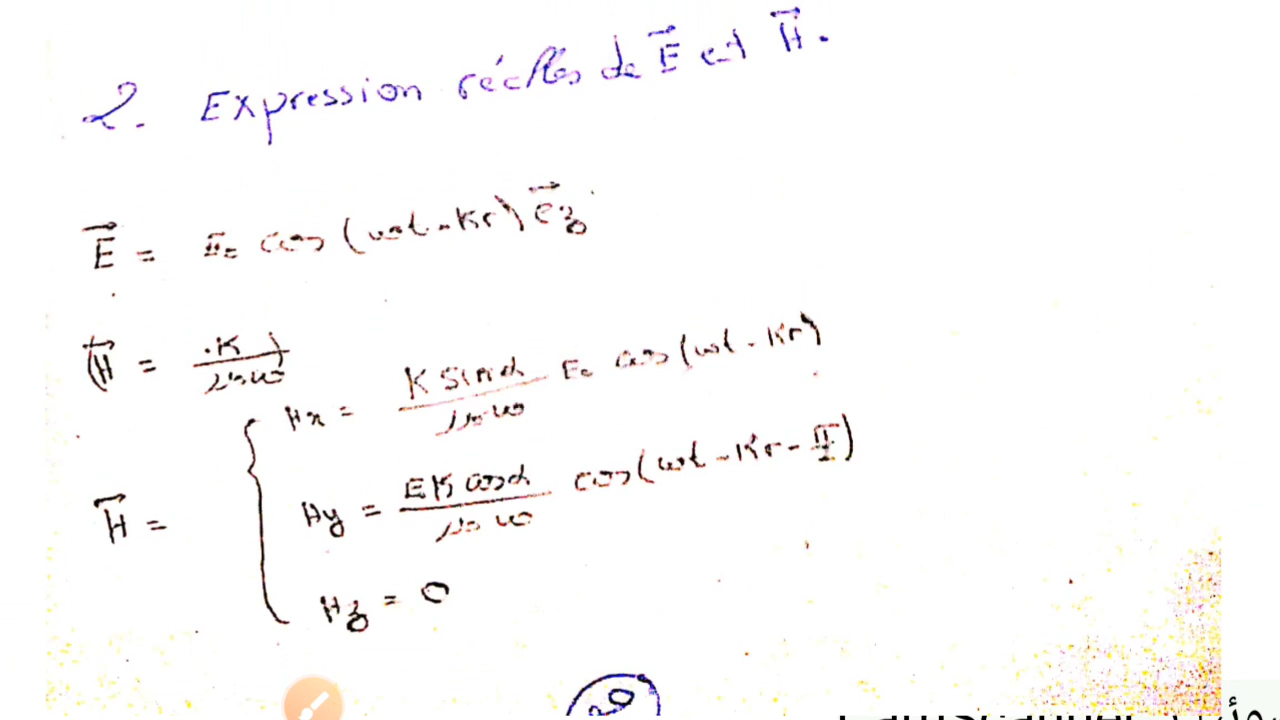 2. Expression réelles de E et H.
E = E₀ cos (ωt - Kr) e₃
H = K / μ₀ω
Hx = K sin α / μ₀ω E₀ cos (ωt - Kr)
H =
Hy = E K cos α / μ₀ω cos (ωt - Kr - π/2)
Hz = 0